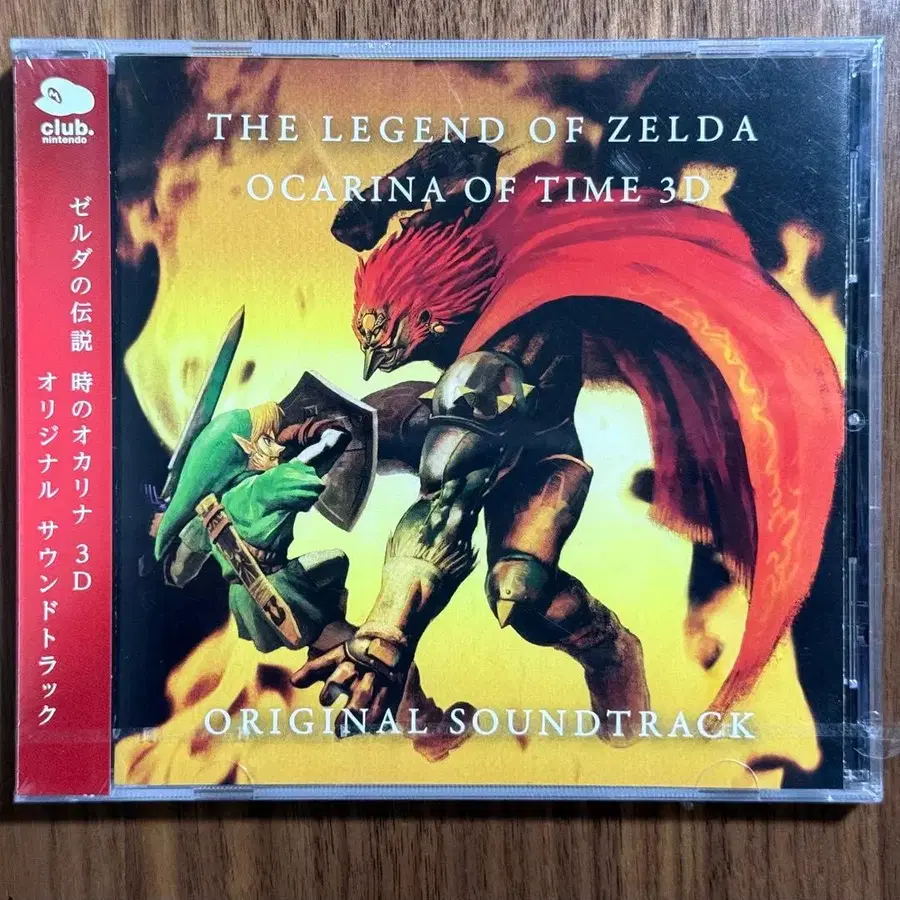 club.
nintendo
ゼルダの伝説 時のオカリナ 3D
オリジナル サウンドトラック
THE LEGEND OF ZELDA
OCARINA OF TIME 3D
ORIGINAL SOUNDTRACK